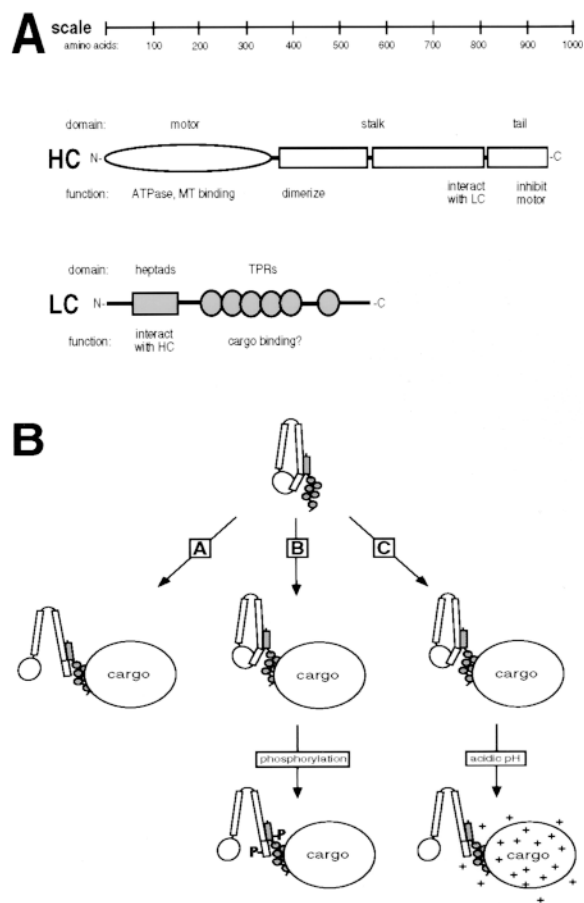 A
scale
amino acids: 100 200 300 400 500 600 700 800 900 1000
domain: motor stalk tail
HC N- -C
function: ATPase, MT binding dimerize interact with LC inhibit motor
domain: heptads TPRs
LC N- -C
function: interact with HC cargo binding?
B
A B C
cargo cargo cargo
phosphorylation acidic pH
P
P
cargo
+ + + + + + + + + + + + + + + + +
cargo